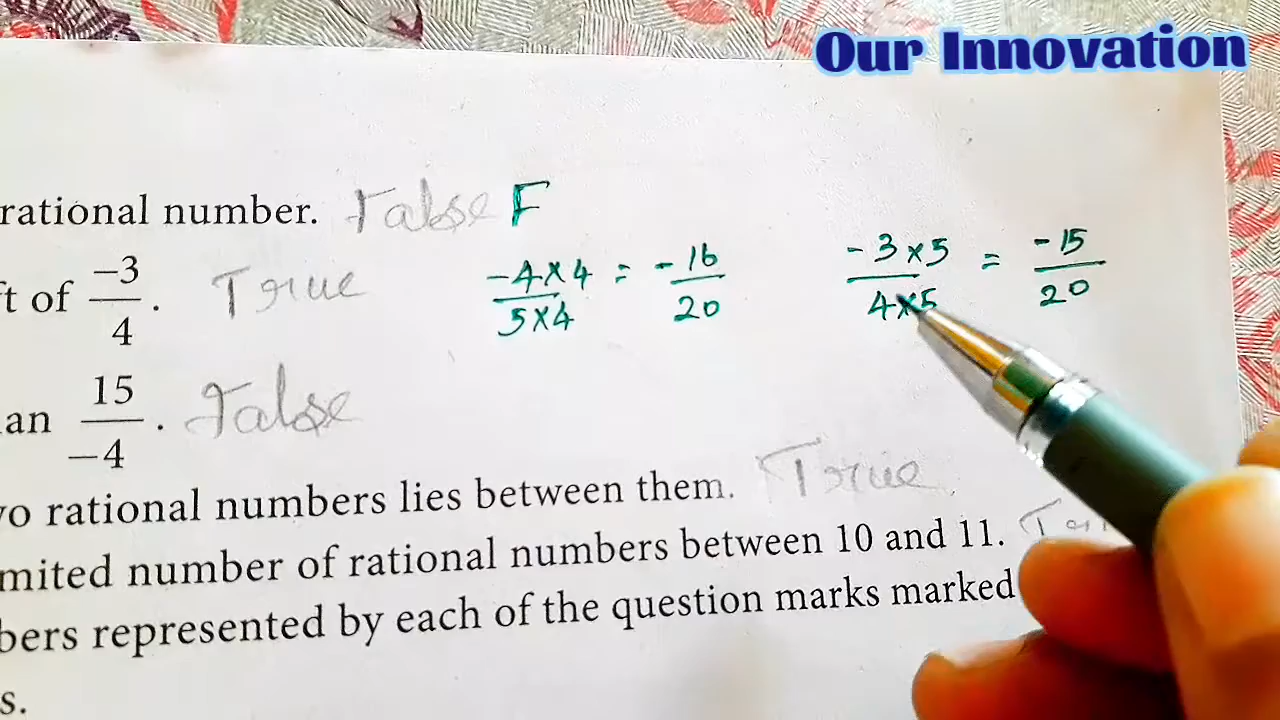 Our Innovation
rational number. False F
ft of -3/4. True -4×4/5×4 = -16/20 -3×5/4×5 = -15/20
an 15/-4. False
wo rational numbers lies between them. True
mited number of rational numbers between 10 and 11.
bers represented by each of the question marks marked
s.